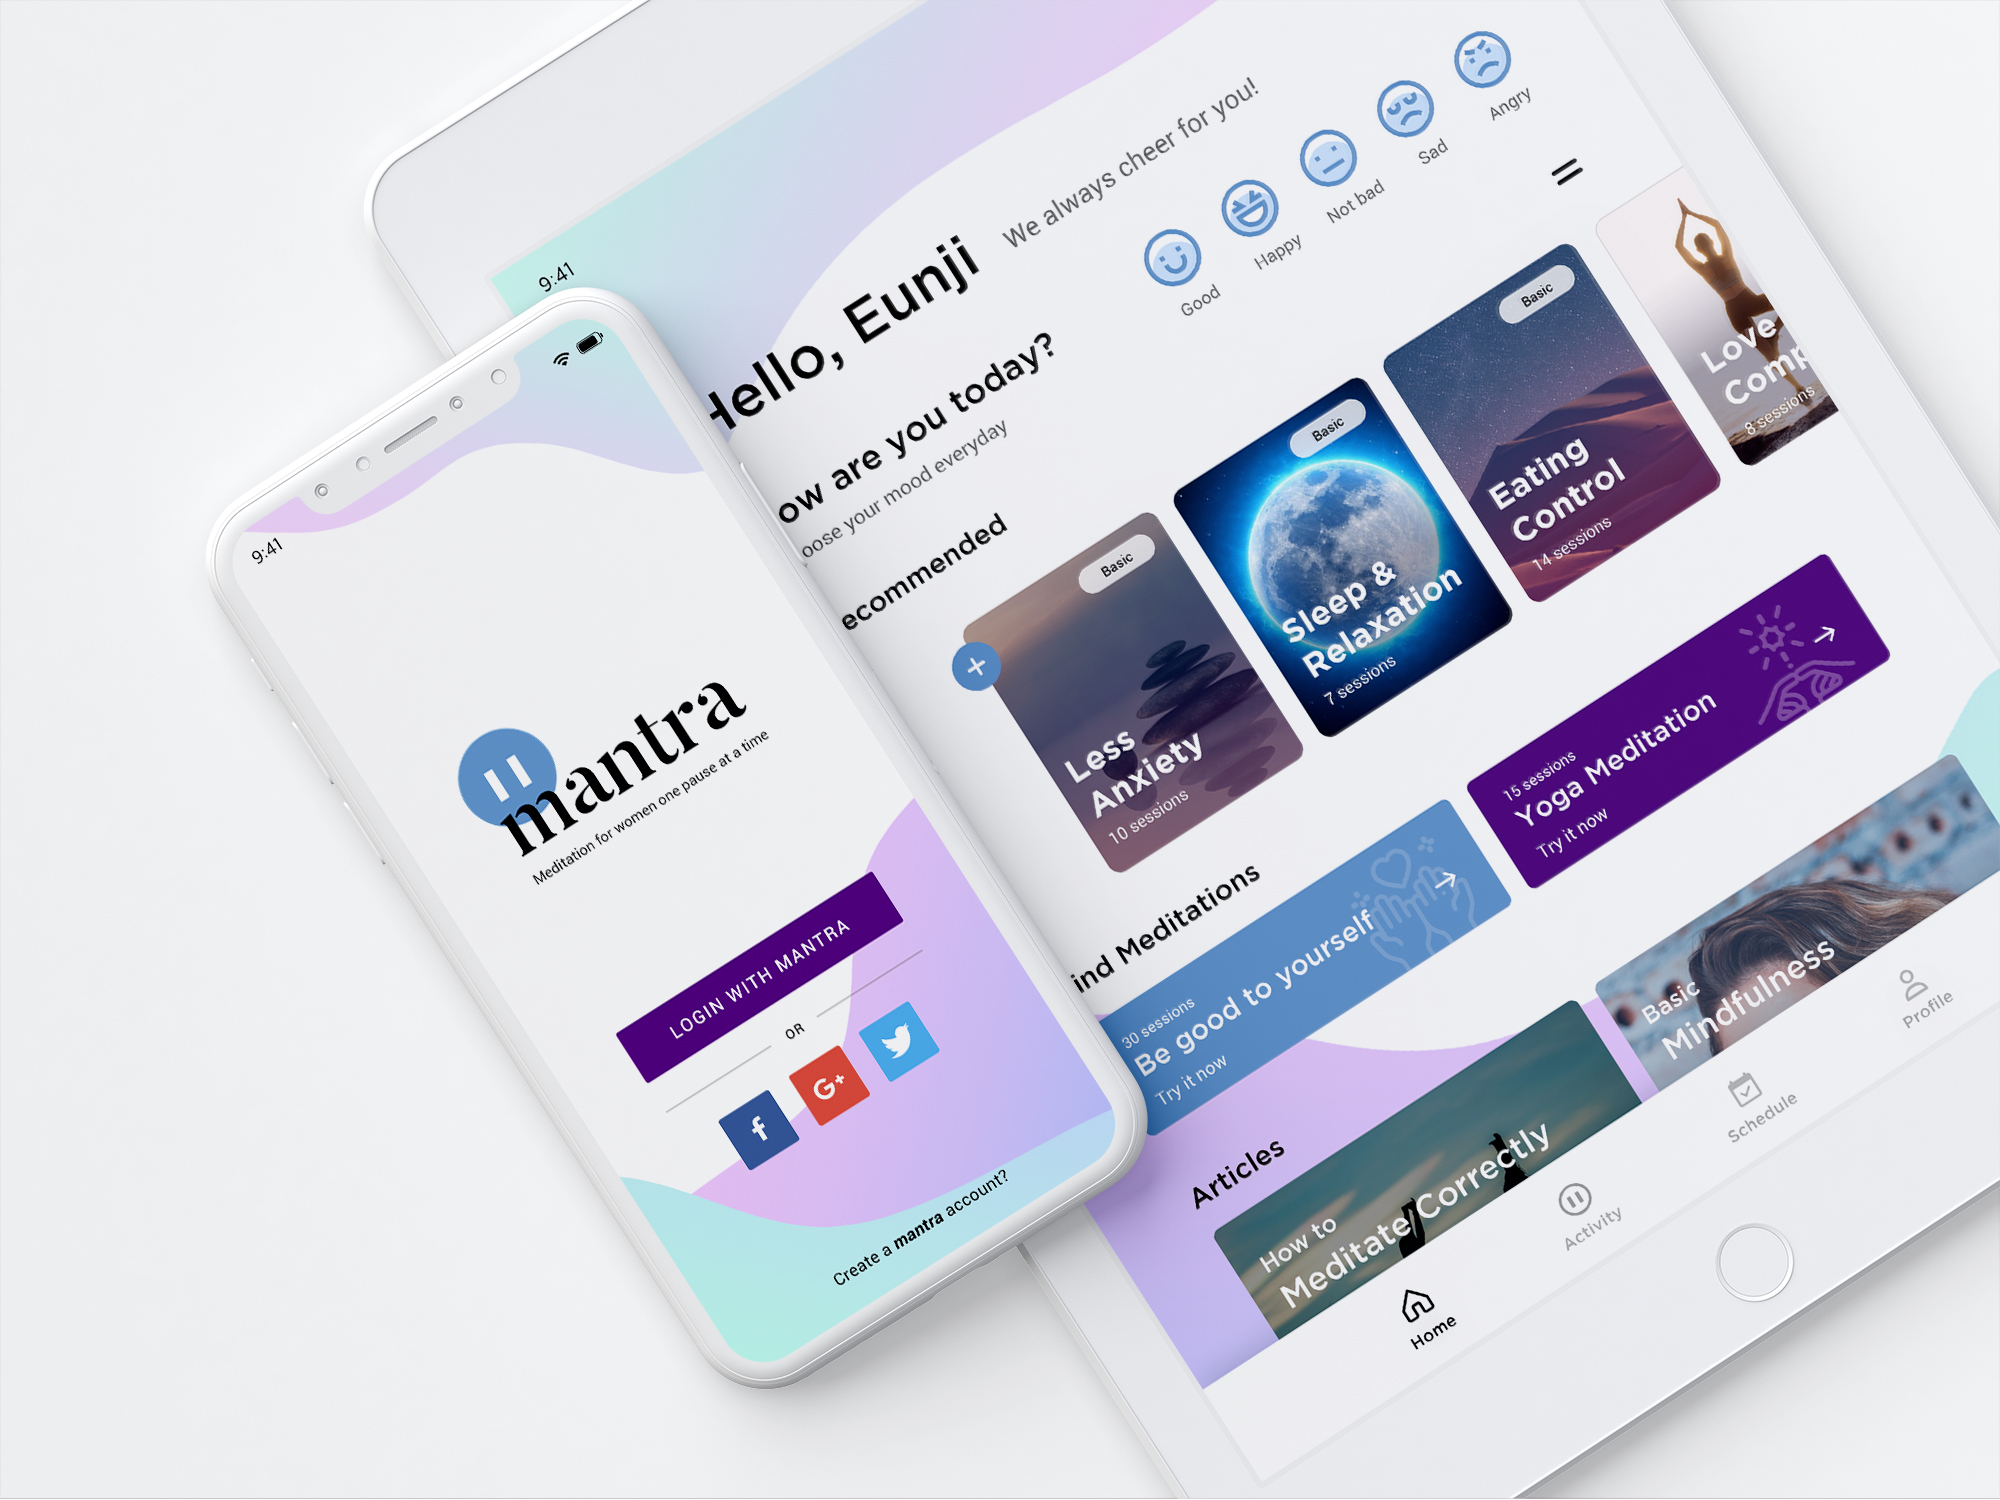 9:41
mantra
Meditation for women one pause at a time
LOGIN WITH MANTRA
OR
f
G+
Create a mantra account?
9:41
Hello, Eunji
We always cheer for you!
ow are you today?
oose your mood everyday
Good
Happy
Not bad
Sad
Angry
ecommended
Basic
Less
Anxiety
10 sessions
Basic
Sleep &
Relaxation
7 sessions
Basic
Eating
Control
14 sessions
Love
Comp
8 sessions
ind Meditations
30 sessions
Be good to yourself
Try it now
15 sessions
Yoga Meditation
Try it now
Articles
How to
Meditate Correctly
Basic
Mindfulness
Home
Activity
Schedule
Profile